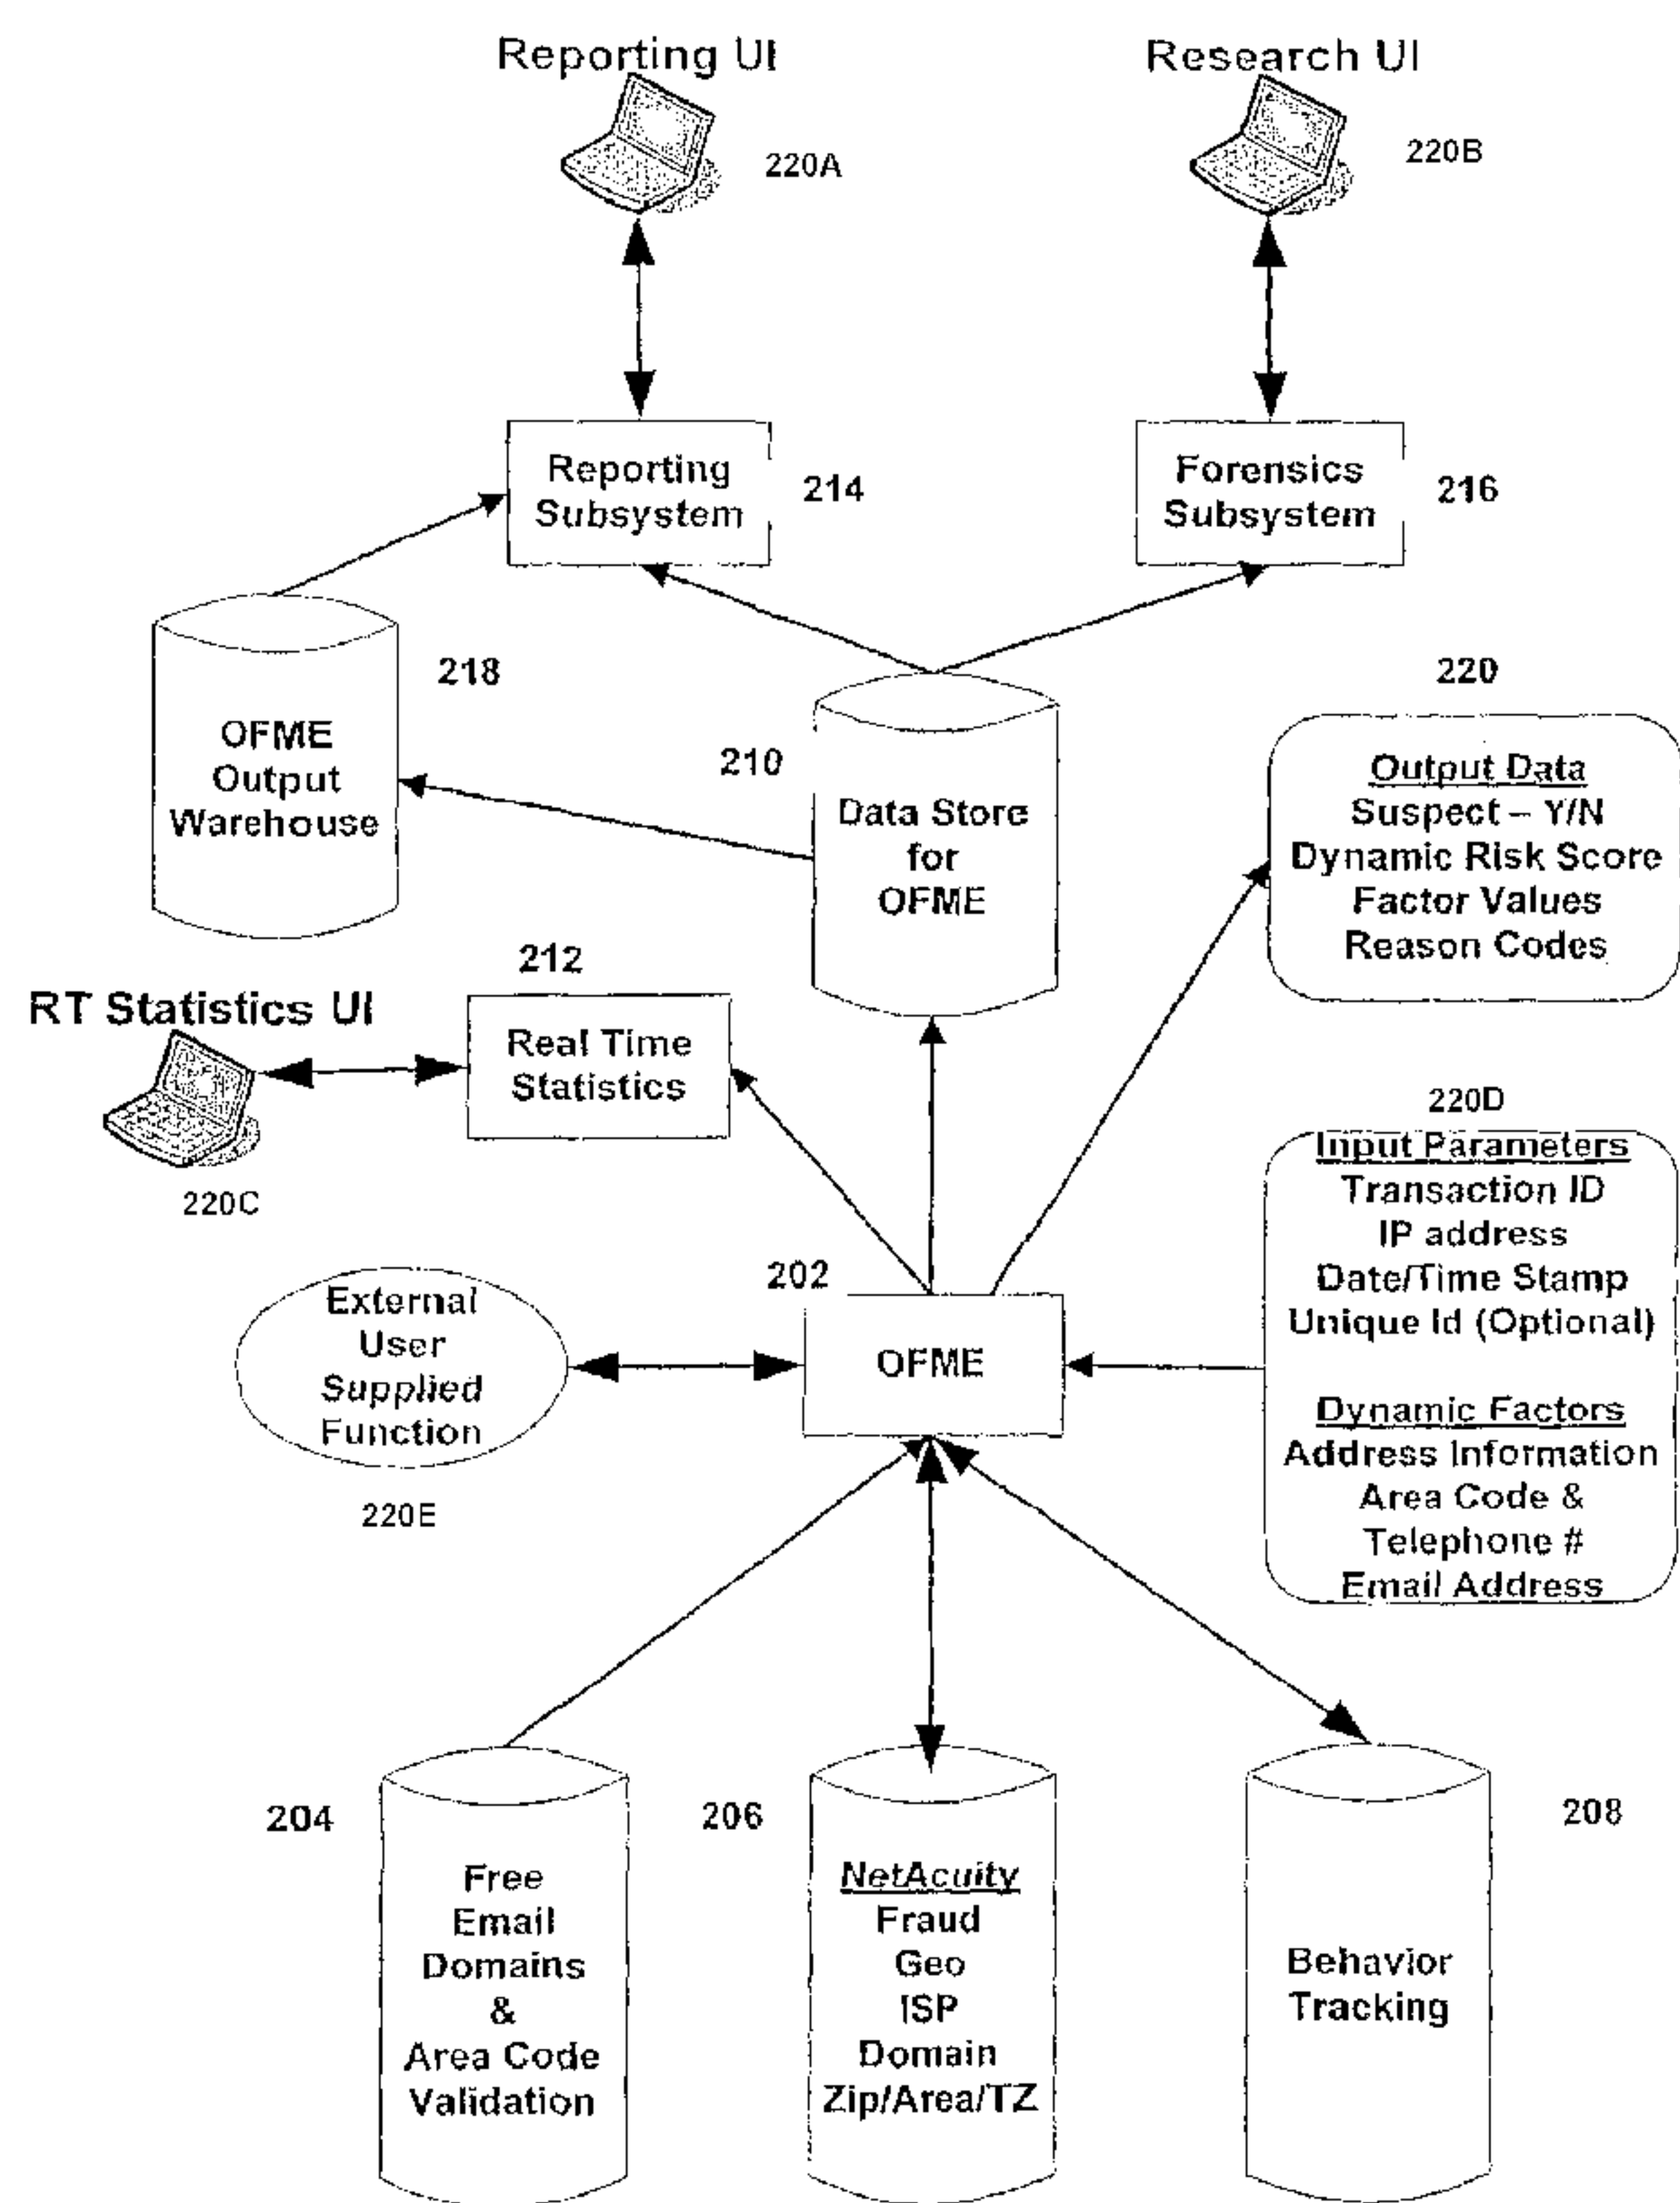 Reporting UI
Research UI
220A
220B
Reporting
Subsystem
214
Forensics
Subsystem
216
218
OFME
Output
Warehouse
210
Data Store
for
OFME
220
Output Data
Suspect – Y/N
Dynamic Risk Score
Factor Values
Reason Codes
212
RT Statistics UI
Real Time
Statistics
220C
220D
Input Parameters
Transaction ID
IP address
Date/Time Stamp
Unique Id (Optional)
Dynamic Factors
Address Information
Area Code &
Telephone #
Email Address
202
OFME
External
User
Supplied
Function
220E
204
Free
Email
Domains
&
Area Code
Validation
206
NetAcuity
Fraud
Geo
ISP
Domain
Zip/Area/TZ
208
Behavior
Tracking